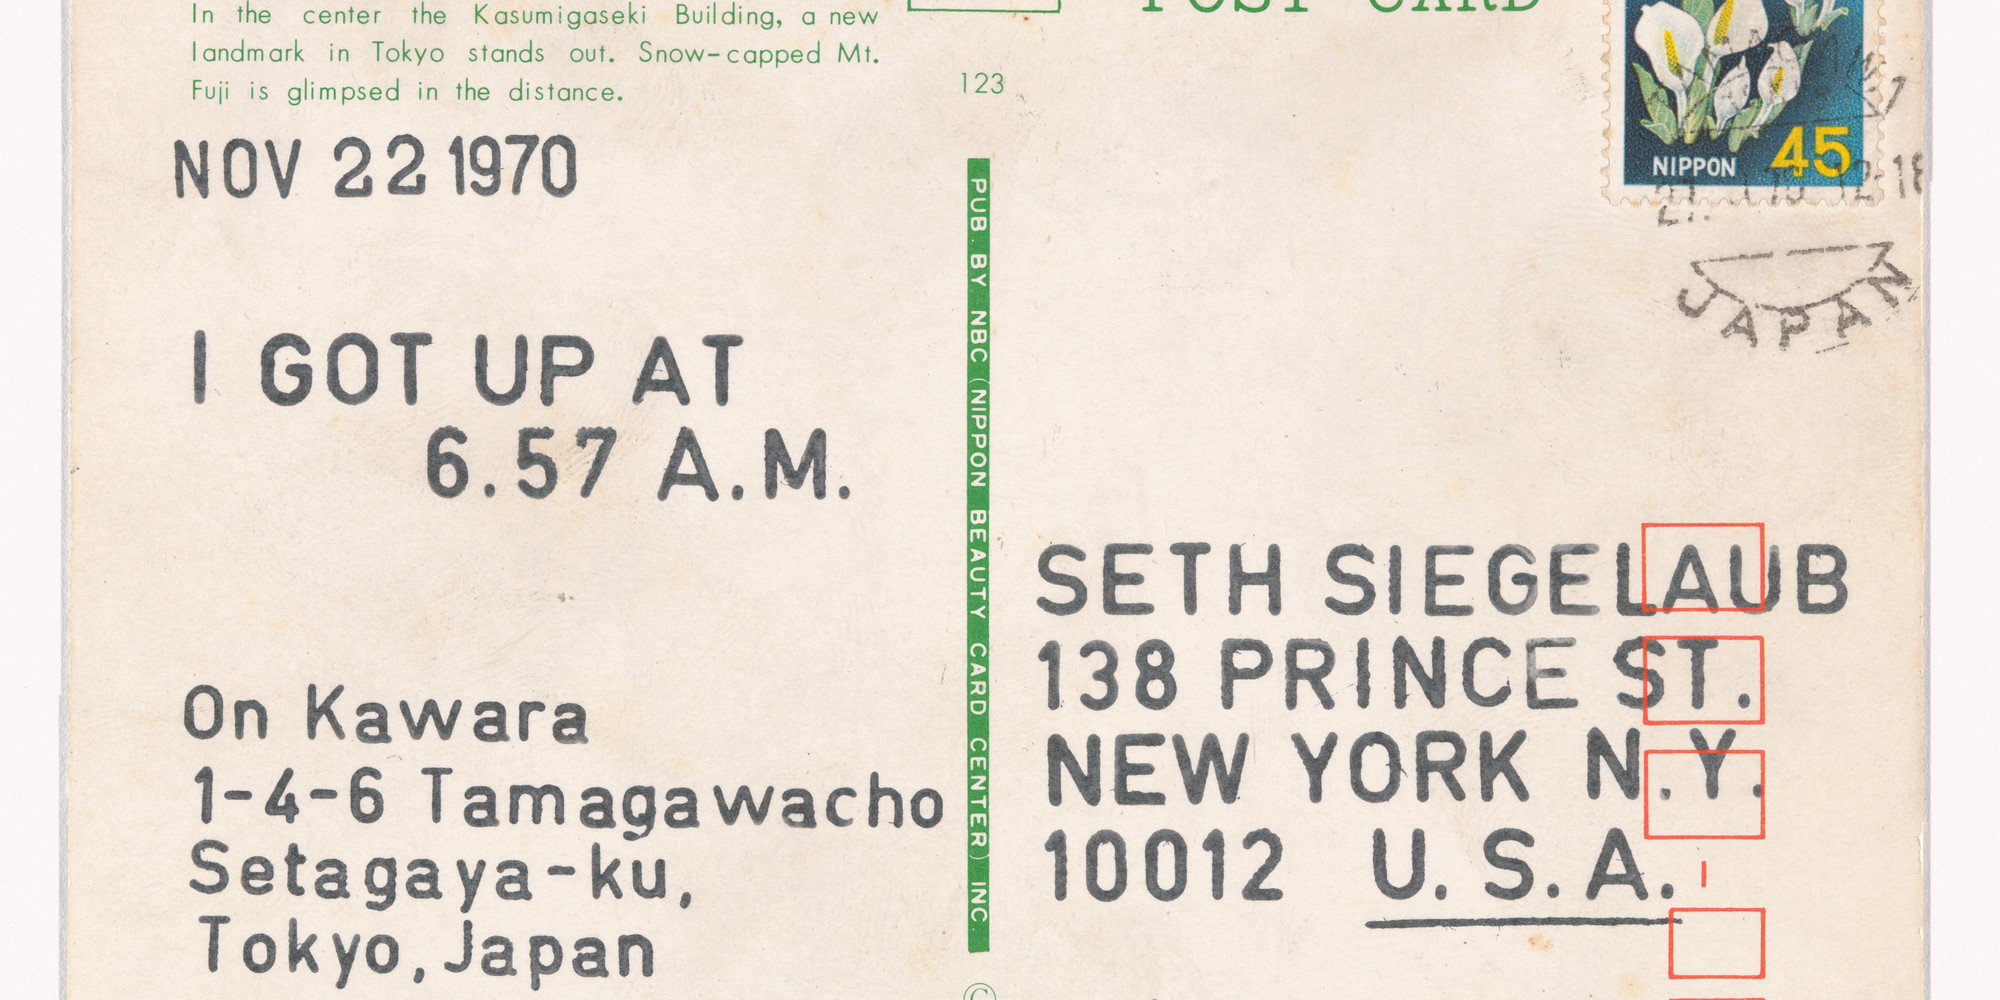 In the center the Kasumigaseki Building, a new
landmark in Tokyo stands out. Snow-capped Mt.
Fuji is glimpsed in the distance.
NOV 22 1970
I GOT UP AT
6.57 A.M.
On Kawara
1-4-6 Tamagawacho
Setagaya-ku,
Tokyo, Japan
123
PUB. BY NBC (NIPPON BEAUTY CARD CENTER) INC.
©
POST CARD
NIPPON 45
JAPAN
SETH SIEGELAUB
138 PRINCE ST.
NEW YORK N.Y.
10012 U.S.A.